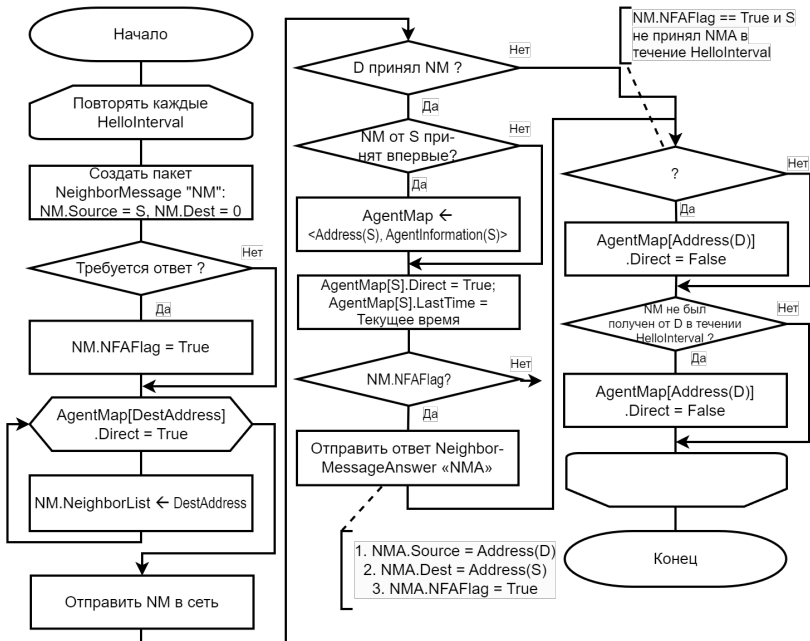 Начало
Повторять каждые
HelloInterval
Создать пакет
NeighborMessage "NM":
NM.Source = S, NM.Dest = 0
Требуется ответ ?
Нет
Да
NM.NFAFlag = True
AgentMap[DestAddress]
.Direct = True
NM.NeighborList ← DestAddress
Отправить NM в сеть
D принял NM ?
Нет
Да
NM от S при-
нят впервые?
Нет
Да
AgentMap ←
<Address(S), AgentInformation(S)>
AgentMap[S].Direct = True;
AgentMap[S].LastTime =
Текущее время
NM.NFAFlag?
Нет
Да
Отправить ответ Neighbor-
MessageAnswer «NMA»
1. NMA.Source = Address(D)
2. NMA.Dest = Address(S)
3. NMA.NFAFlag = True
NM.NFAFlag == True и S
не принял NMA в
течение HelloInterval
?
Нет
Да
AgentMap[Address(D)]
.Direct = False
NM не был
получен от D в течении
HelloInterval ?
Нет
Да
AgentMap[Address(D)]
.Direct = False
Конец